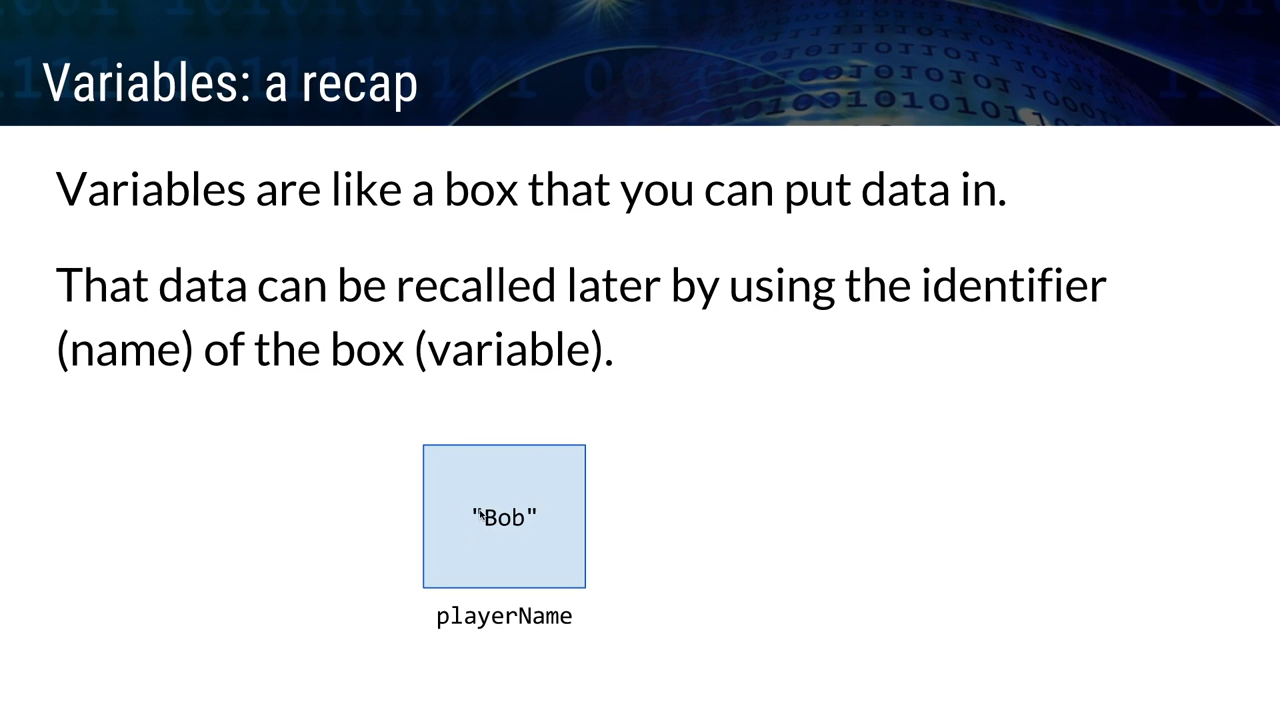 Variables: a recap
Variables are like a box that you can put data in.
That data can be recalled later by using the identifier
(name) of the box (variable).
"Bob"
playerName